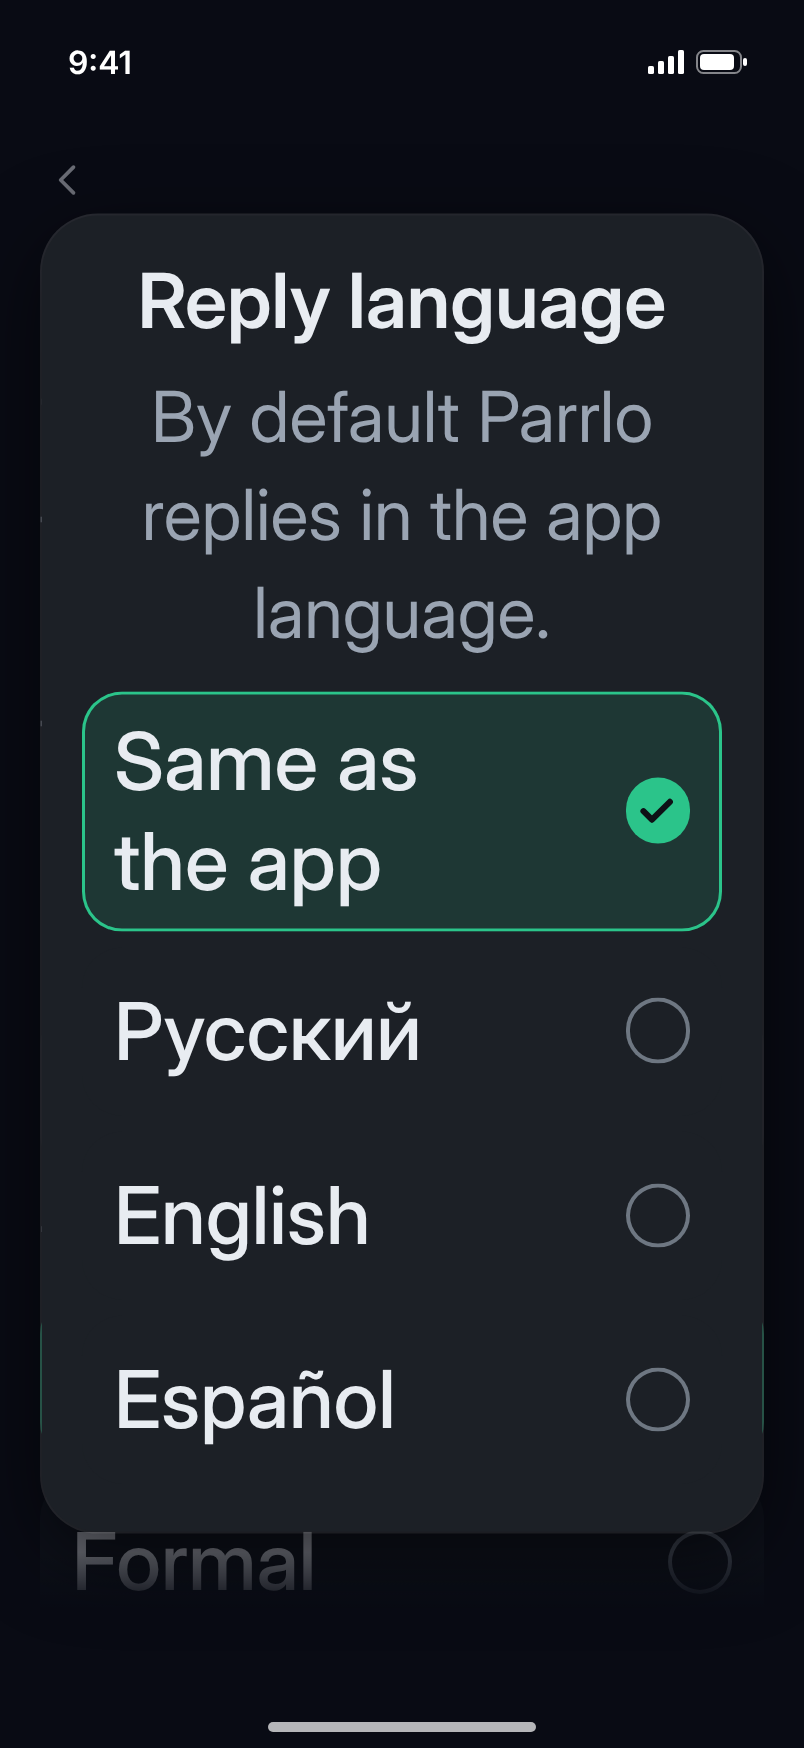 9:41
Reply language
By default Parrlo
replies in the app
language.
Same as
the app
Русский
English
Español
Formal